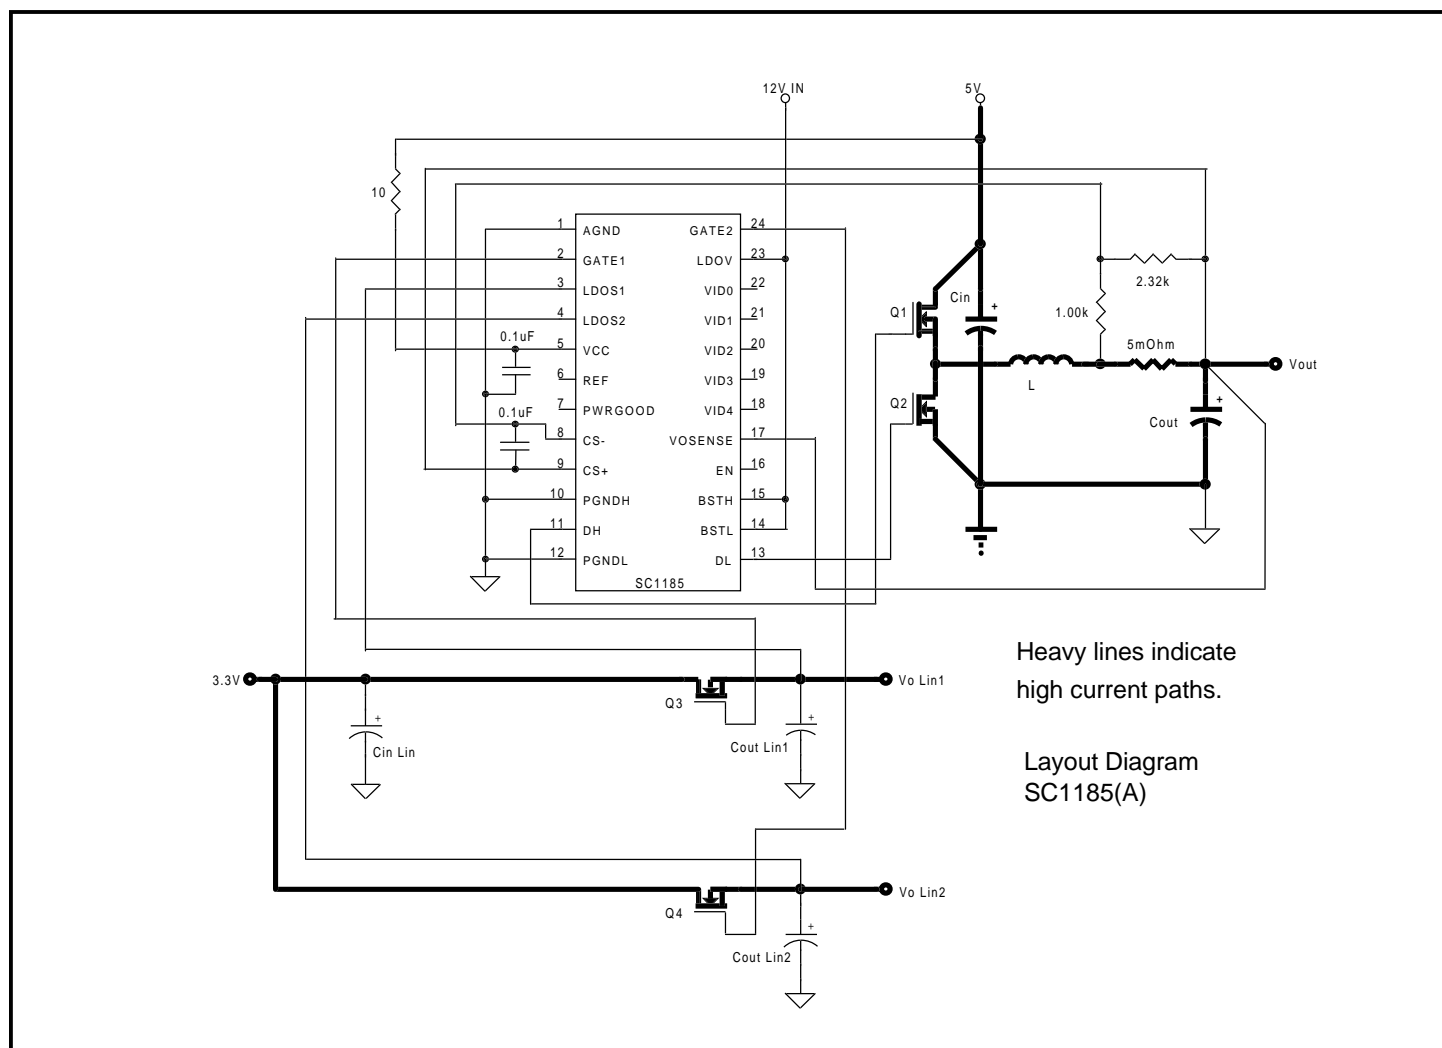 12V IN
5V
10
1 AGND GATE2 24
2 GATE1 LDOV 23
3 LDOS1 VID0 22
4 LDOS2 VID1 21
0.1uF
5 VCC VID2 20
6 REF VID3 19
7 PWRGOOD VID4 18
0.1uF
8 CS- VOSENSE 17
9 CS+ EN 16
10 PGNDH BSTH 15
11 DH BSTL 14
12 PGNDL DL 13
SC1185
2.32k
Cin
+
Q1
1.00k
5mOhm
L
Vout
Q2
+
Cout
Heavy lines indicate
high current paths.
Layout Diagram
SC1185(A)
3.3V
Q3
Vo Lin1
+
Cin Lin
+
Cout Lin1
Q4
Vo Lin2
+
Cout Lin2